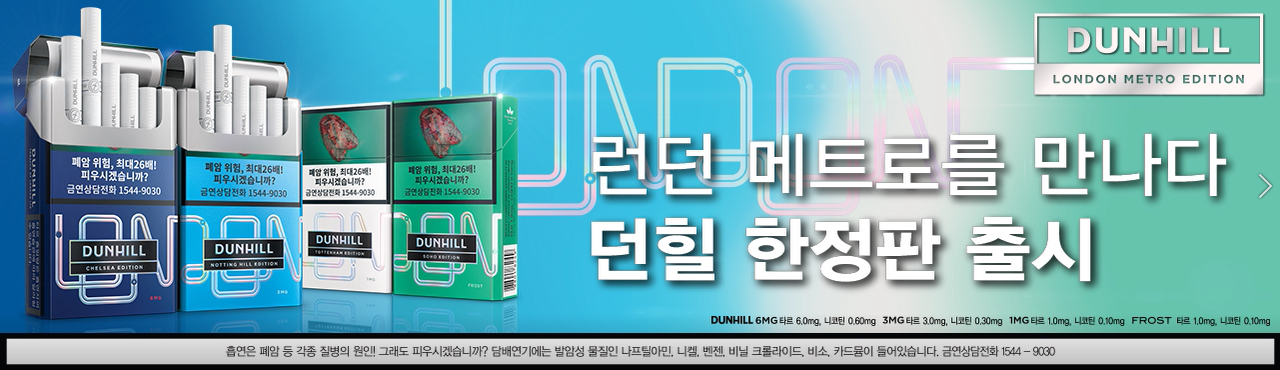 DUNHILL
LONDON METRO EDITION
런던 메트로를 만나다
던힐 한정판 출시
폐암 위험, 최대26배!
피우시겠습니까?
금연상담전화 1544-9030
DUNHILL
CHELSEA EDITION
6MG
폐암 위험, 최대26배!
피우시겠습니까?
금연상담전화 1544-9030
DUNHILL
NOTTING HILL EDITION
3MG
폐암 위험, 최대26배!
피우시겠습니까?
금연상담전화 1544-9030
DUNHILL
TOTTENHAM EDITION
1MG
폐암 위험, 최대26배!
피우시겠습니까?
금연상담전화 1544-9030
DUNHILL
SOHO EDITION
FROST
DUNHILL 6MG 타르 6.0mg, 니코틴 0.60mg 3MG 타르 3.0mg, 니코틴 0.30mg 1MG 타르 1.0mg, 니코틴 0.10mg FROST 타르 1.0mg, 니코틴 0.10mg
흡연은 폐암 등 각종 질병의 원인! 그래도 피우시겠습니까? 담배연기에는 발암성 물질인 나프틸아민, 니켈, 벤젠, 비닐 크롤라이드, 비소, 카드뮴이 들어있습니다. 금연상담전화 1544 - 9030